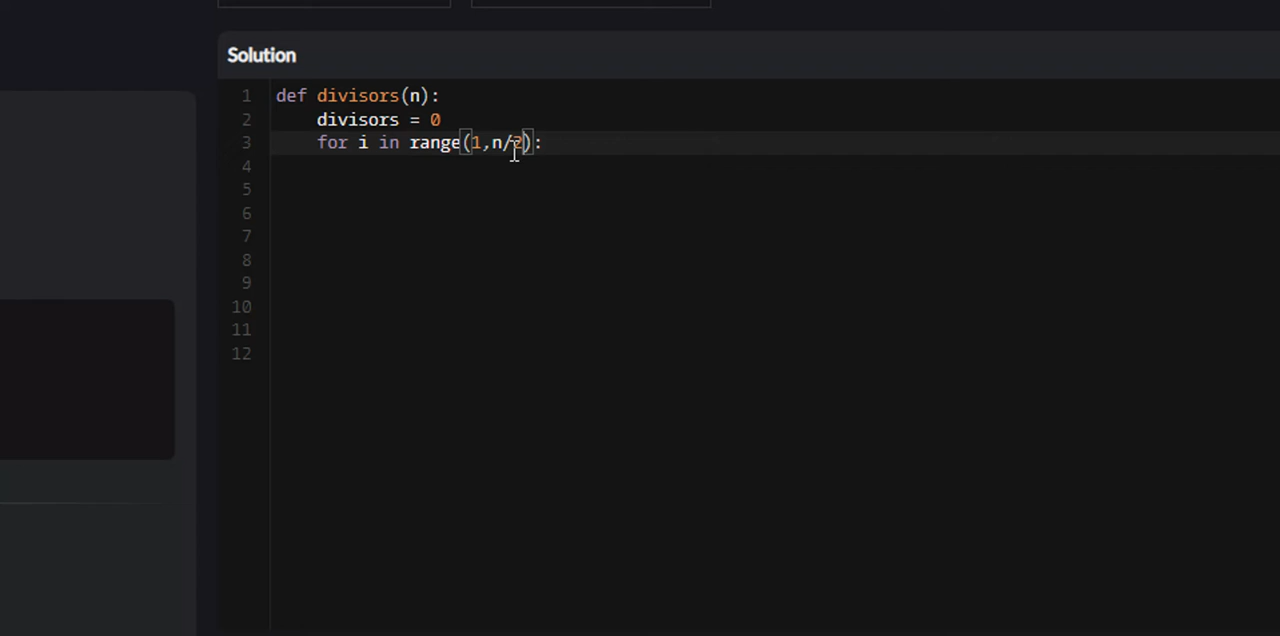 Solution
1 def divisors(n):
2 divisors = 0
3 for i in range(1,n/2):
4
5
6
7
8
9
10
11
12